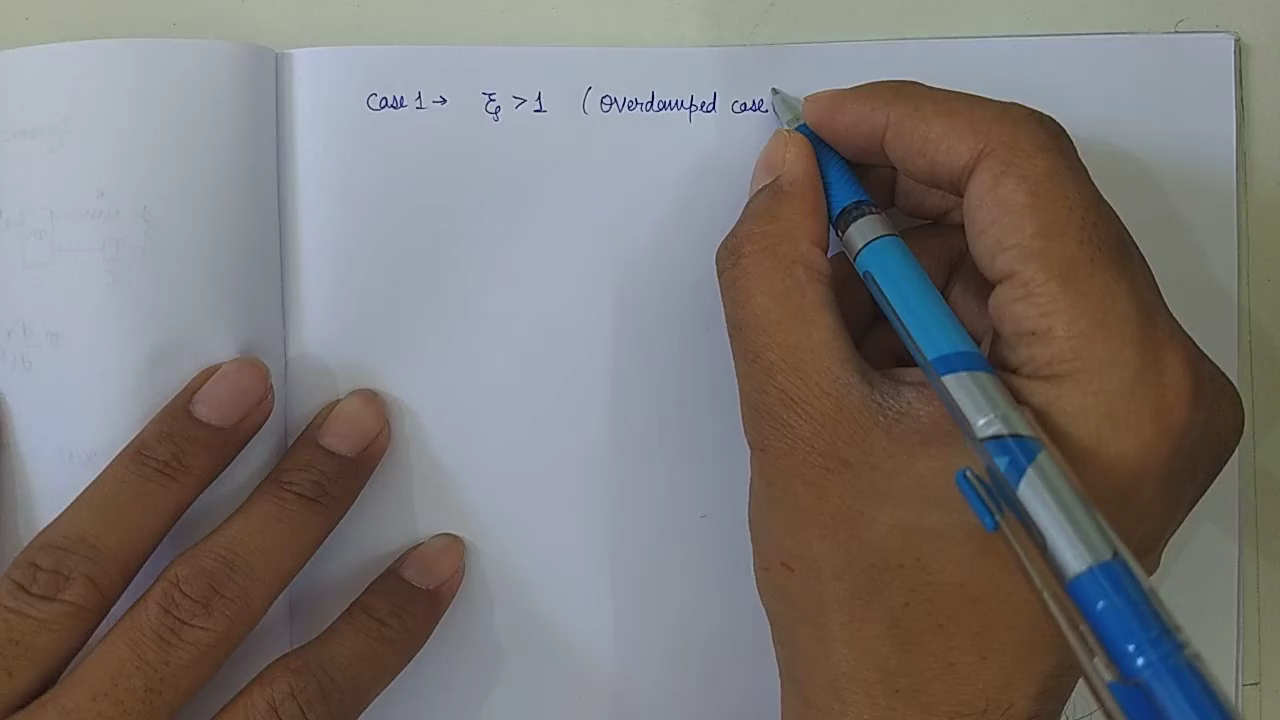 Case 1 → ξ > 1 (Overdamped case